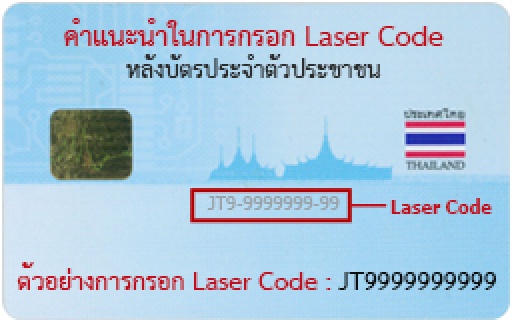 คำแนะนำในการกรอก Laser Code
หลังบัตรประจำตัวประชาชน
ประเทศไทย
THAILAND
JT9-9999999-99
Laser Code
ตัวอย่างการกรอก Laser Code : JT9999999999